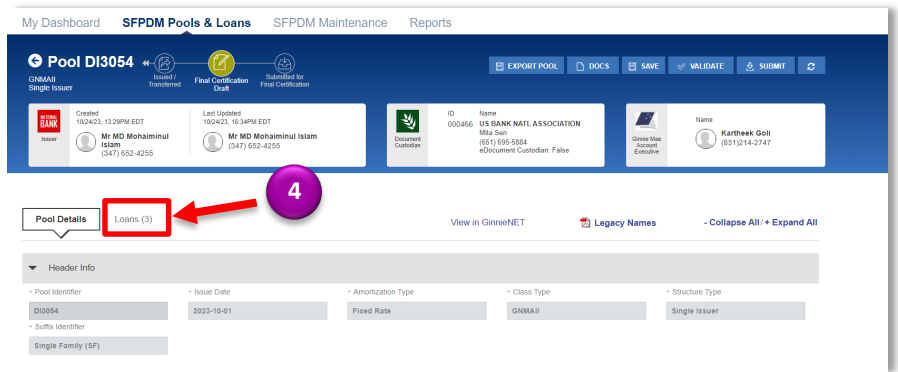 My Dashboard SFPDM Pools & Loans SFPDM Maintenance Reports
Pool DI3054
GNMAII
Single Issuer
Issued / Transferred
Final Certification Draft
Submitted for Final Certification
EXPORT POOL DOCS SAVE VALIDATE SUBMIT
NATIONAL BANK
Issuer
Created
10/24/23, 13:29PM EDT
Mr MD Mohaiminul Islam
(347) 652-4255
Last Updated
10/24/23, 16:34PM EDT
Mr MD Mohaiminul Islam
(347) 652-4255
Document Custodian
ID Name
000466 US BANK NATL ASSOCIATION
Mita Sen
(651) 695-5884
eDocument Custodian: False
Ginnie Mae Account Executive
Name
Kartheek Goli
(831)214-2747
4
Pool Details Loans (3) View in GinnieNET Legacy Names - Collapse All / + Expand All
Header Info
Pool Identifier Issue Date Amortization Type Class Type Structure Type
DI3054 2023-10-01 Fixed Rate GNMAII Single Issuer
Suffix Identifier
Single Family (SF)